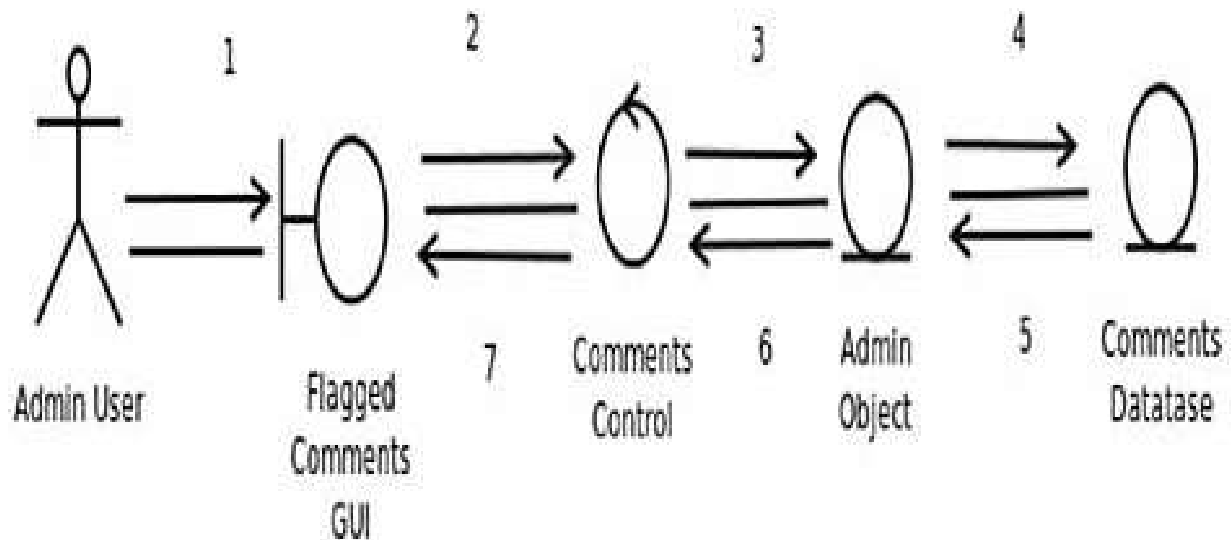 1
2
3
4
7
6
5
Admin User
Flagged
Comments
GUI
Comments
Control
Admin
Object
Comments
Datatase